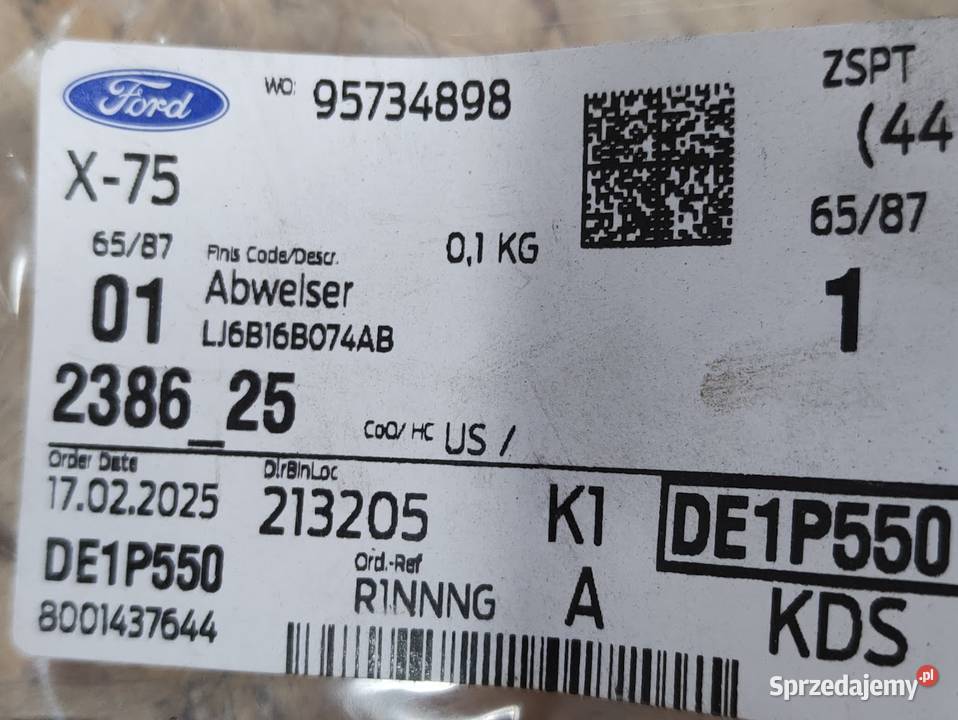 Ford
WO: 95734898
ZSPT
(44
X-75
65/87
65/87
Finis Code/Descr.
0,1 KG
01
Abweiser
1
LJ6B16B074AB
2386_25
CoO/ HC US /
Order Date
DirBinLoc
17.02.2025
213205
K1
DE1P550
DE1P550
Ord.-Ref
8001437644
R1NNNG
A
KDS
Sprzedajemy.pl